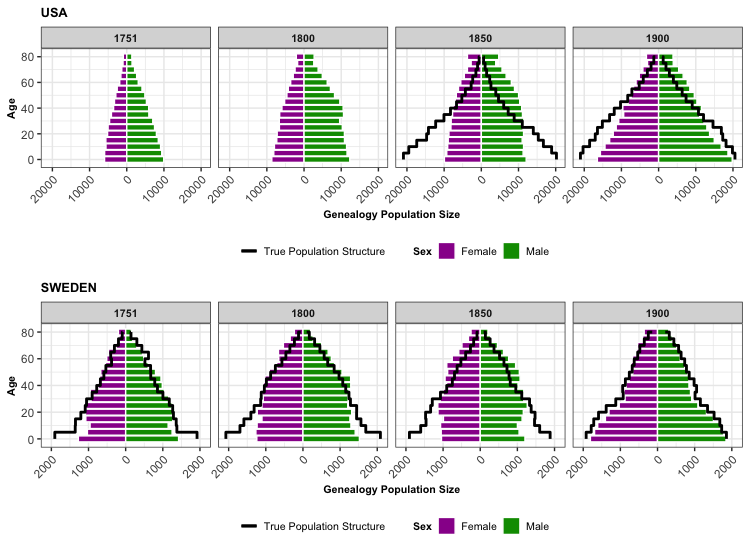 USA
1751 1800 1850 1900
Age
80
60
40
20
0
20000 10000 0 10000 20000 20000 10000 0 10000 20000 20000 10000 0 10000 20000 20000 10000 0 10000 20000
Genealogy Population Size
True Population Structure Sex Female Male
SWEDEN
1751 1800 1850 1900
Age
80
60
40
20
0
2000 1000 0 1000 2000 2000 1000 0 1000 2000 2000 1000 0 1000 2000 2000 1000 0 1000 2000
Genealogy Population Size
True Population Structure Sex Female Male